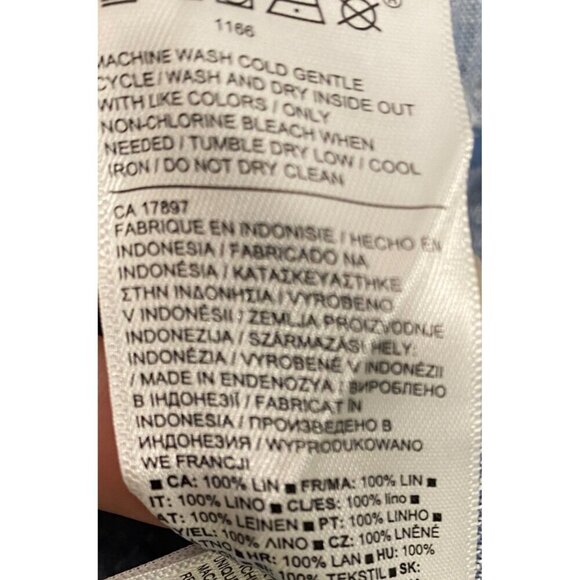 1166
MACHINE WASH COLD GENTLE
CYCLE / WASH AND DRY INSIDE OUT
WITH LIKE COLORS / ONLY
NON-CHLORINE BLEACH WHEN
NEEDED / TUMBLE DRY LOW / COOL
IRON / DO NOT DRY CLEAN
CA 17897
FABRIQUE EN INDONISIE / HECHO EN
INDONESIA / FABRICADO NA
INDONÉSIA / ΚΑΤΑΣΚΕΥΑΣΤΗΚΕ
ΣΤΗΝ ΙΝΔΟΝΗΣΙΑ / VYROBENO
V INDONÉSII / ZEMLJA PROIZVODNJE
INDONEZIJA / SZÁRMAZÁSI HELY:
INDONÉZIA / VYROBENÉ V INDONÉZII
/ MADE IN ENDENOZYA / ВИРОБЛЕНО
В ІНДОНЕЗІЇ / FABRICAT IN
INDONESIA / ПРОИЗВЕДЕНО В
ИНДОНЕЗИЯ / WYPRODUKOWANO
WE FRANCJI
■ CA: 100% LIN ■ FR/MA: 100% LIN ■
IT: 100% LINO ■ CL/ES: 100% lino ■
AT: 100% LEINEN ■ PT: 100% LINHO ■
/EL: 100% ΛΙΝΟ ■ CZ: 100% LNĚNÉ
■ HR: 100% LAN ■ HU: 100%
100% TEKSTIL ■ SK: